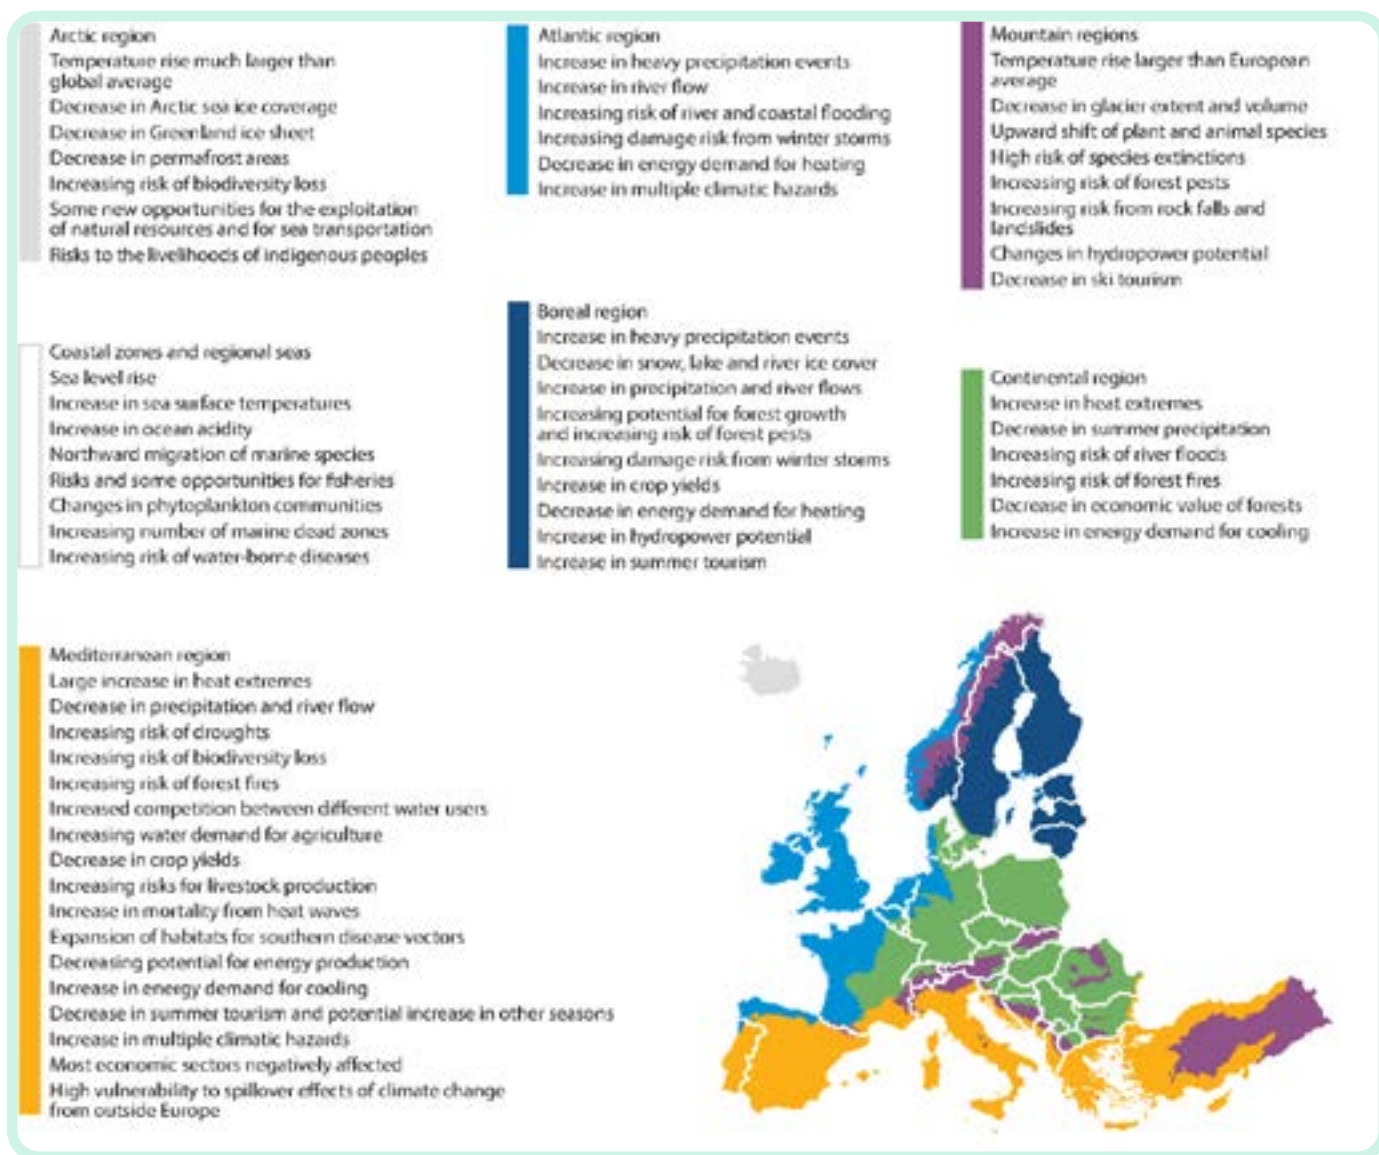 Arctic region
Temperature rise much larger than
global average
Decrease in Arctic sea ice coverage
Decrease in Greenland ice sheet
Decrease in permafrost areas
Increasing risk of biodiversity loss
Some new opportunities for the exploitation
of natural resources and for sea transportation
Risks to the livelihoods of indigenous peoples
Atlantic region
Increase in heavy precipitation events
Increase in river flow
Increasing risk of river and coastal flooding
Increasing damage risk from winter storms
Decrease in energy demand for heating
Increase in multiple climatic hazards
Mountain regions
Temperature rise larger than European
average
Decrease in glacier extent and volume
Upward shift of plant and animal species
High risk of species extinctions
Increasing risk of forest pests
Increasing risk from rock falls and
landslides
Changes in hydropower potential
Decrease in ski tourism
Coastal zones and regional seas
Sea level rise
Increase in sea surface temperatures
Increase in ocean acidity
Northward migration of marine species
Risks and some opportunities for fisheries
Changes in phytoplankton communities
Increasing number of marine dead zones
Increasing risk of water-borne diseases
Boreal region
Increase in heavy precipitation events
Decrease in snow, lake and river ice cover
Increase in precipitation and river flows
Increasing potential for forest growth
and increasing risk of forest pests
Increasing damage risk from winter storms
Increase in crop yields
Decrease in energy demand for heating
Increase in hydropower potential
Increase in summer tourism
Continental region
Increase in heat extremes
Decrease in summer precipitation
Increasing risk of river floods
Increasing risk of forest fires
Decrease in economic value of forests
Increase in energy demand for cooling
Mediterranean region
Large increase in heat extremes
Decrease in precipitation and river flow
Increasing risk of droughts
Increasing risk of biodiversity loss
Increasing risk of forest fires
Increased competition between different water users
Increasing water demand for agriculture
Decrease in crop yields
Increasing risks for livestock production
Increase in mortality from heat waves
Expansion of habitats for southern disease vectors
Decreasing potential for energy production
Increase in energy demand for cooling
Decrease in summer tourism and potential increase in other seasons
Increase in multiple climatic hazards
Most economic sectors negatively affected
High vulnerability to spillover effects of climate change
from outside Europe